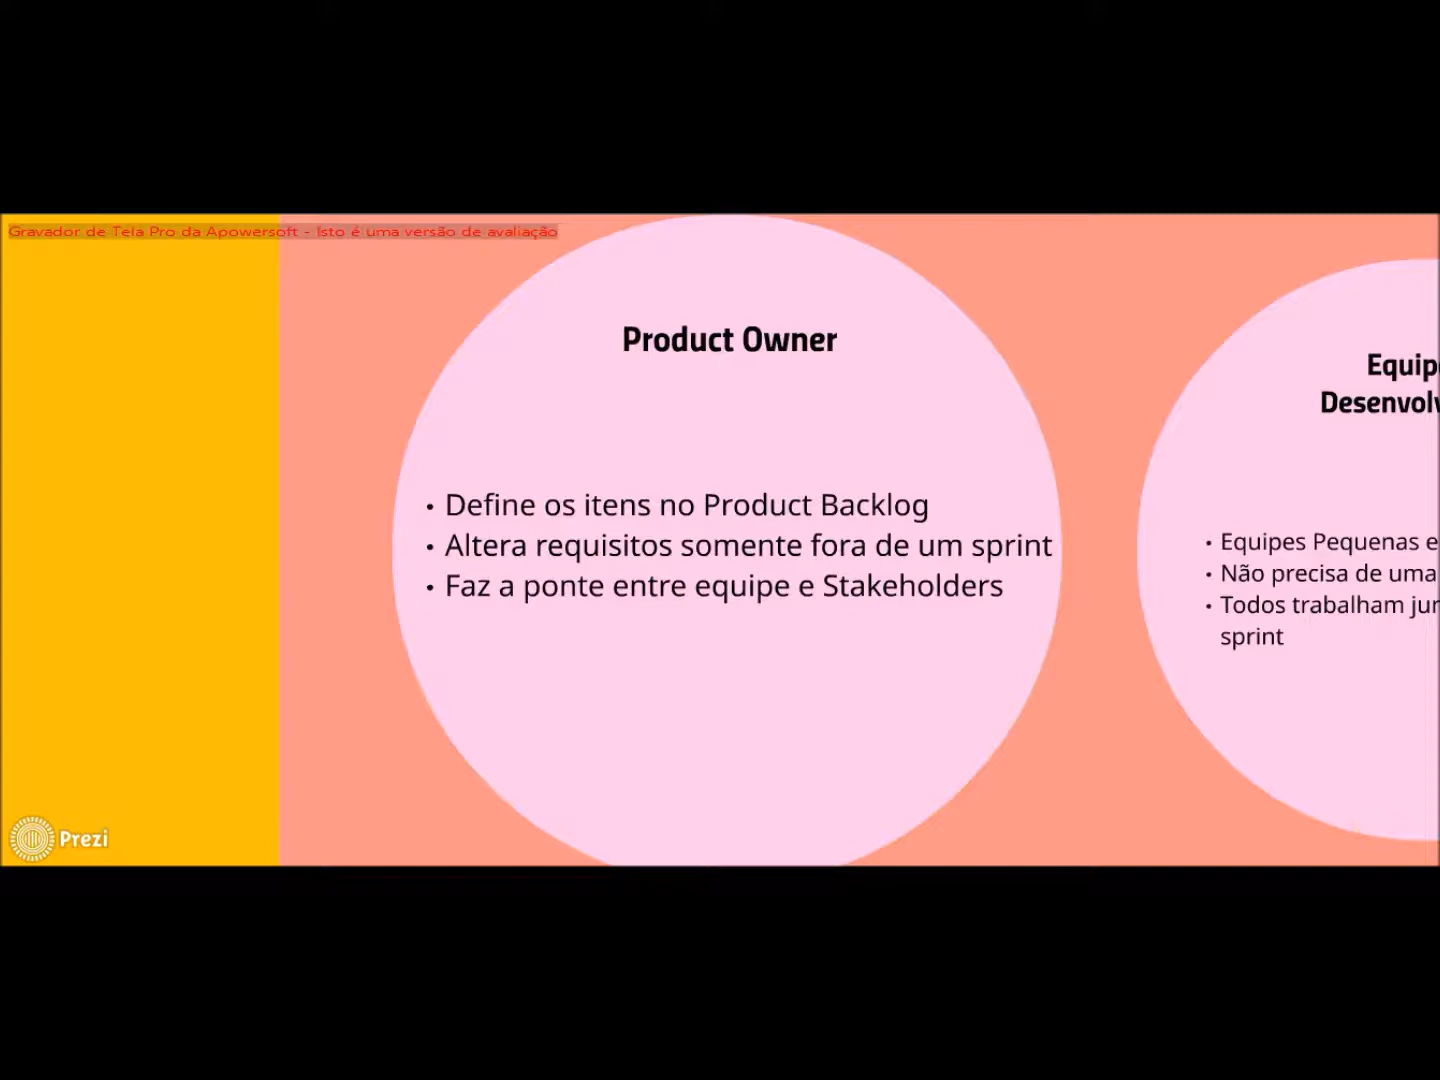 Gravador de Tela Pro da Apowersoft - Isto é uma versão de avaliação
Product Owner
• Define os itens no Product Backlog
• Altera requisitos somente fora de um sprint
• Faz a ponte entre equipe e Stakeholders
• Equipes Pequenas e
• Não precisa de uma
• Todos trabalham
sprint
Prezi